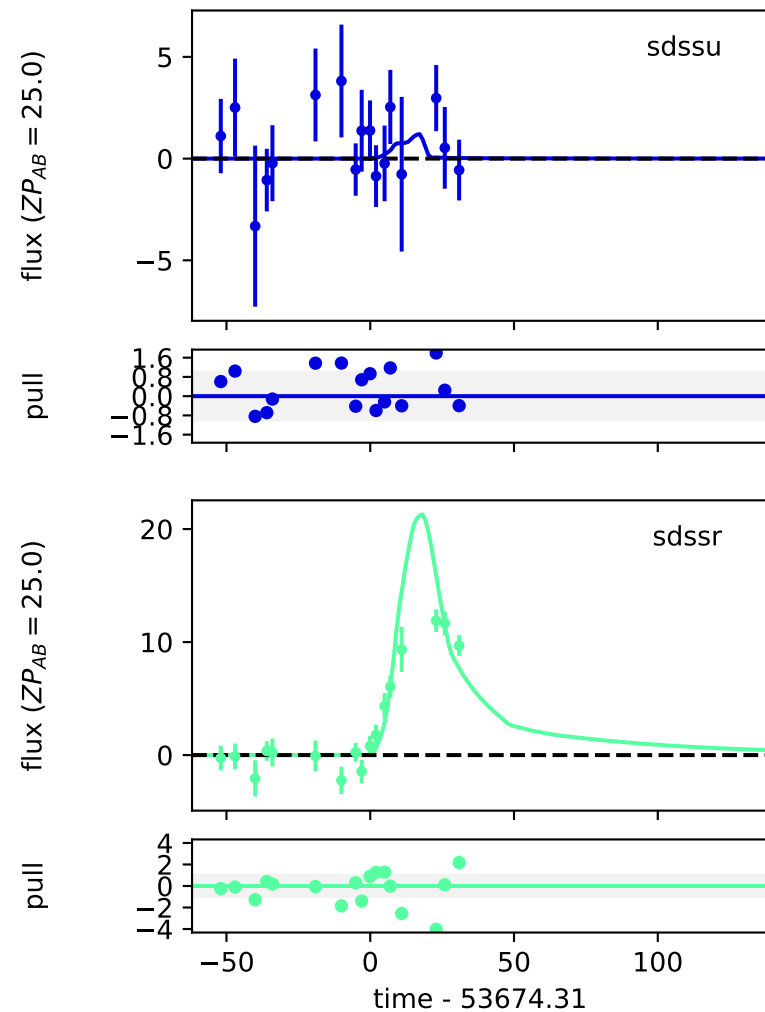 sdssu
flux ($ZP_{AB}$ = 25.0)
5
0
−5
pull
1.6
0.8
0.0
−0.8
−1.6
sdssr
flux ($ZP_{AB}$ = 25.0)
20
10
0
pull
4
2
0
−2
−4
−50 0 50 100
time - 53674.31